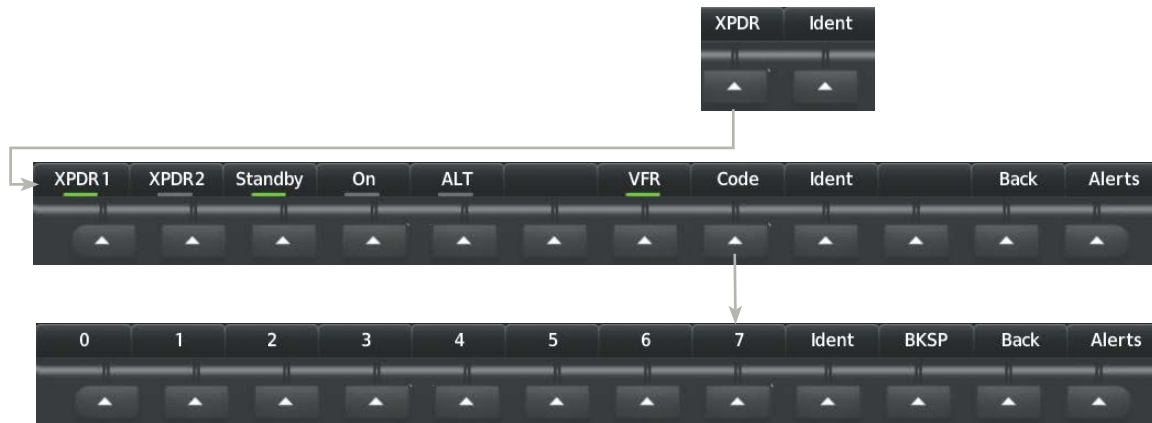 XPDR Ident
XPDR1 XPDR2 Standby On ALT VFR Code Ident Back Alerts
0 1 2 3 4 5 6 7 Ident BKSP Back Alerts